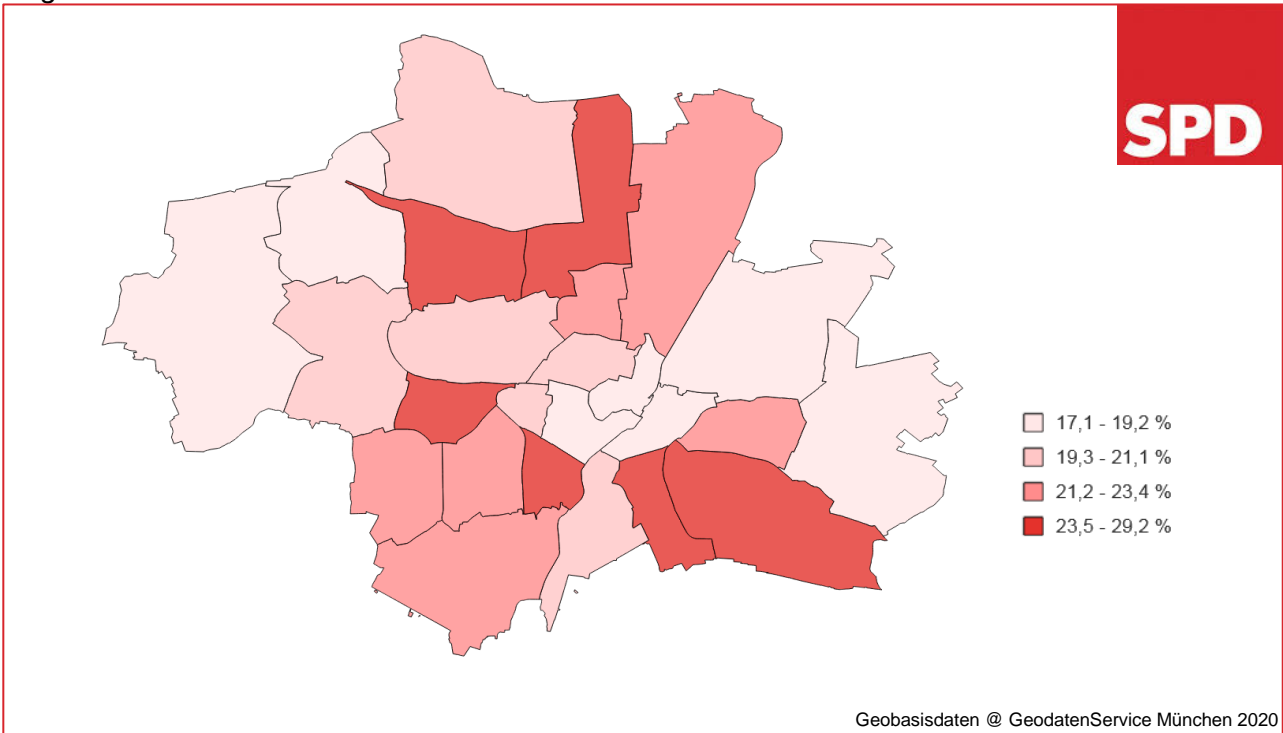 SPD
17,1 - 19,2 %
19,3 - 21,1 %
21,2 - 23,4 %
23,5 - 29,2 %
Geobasisdaten @ GeodatenService München 2020